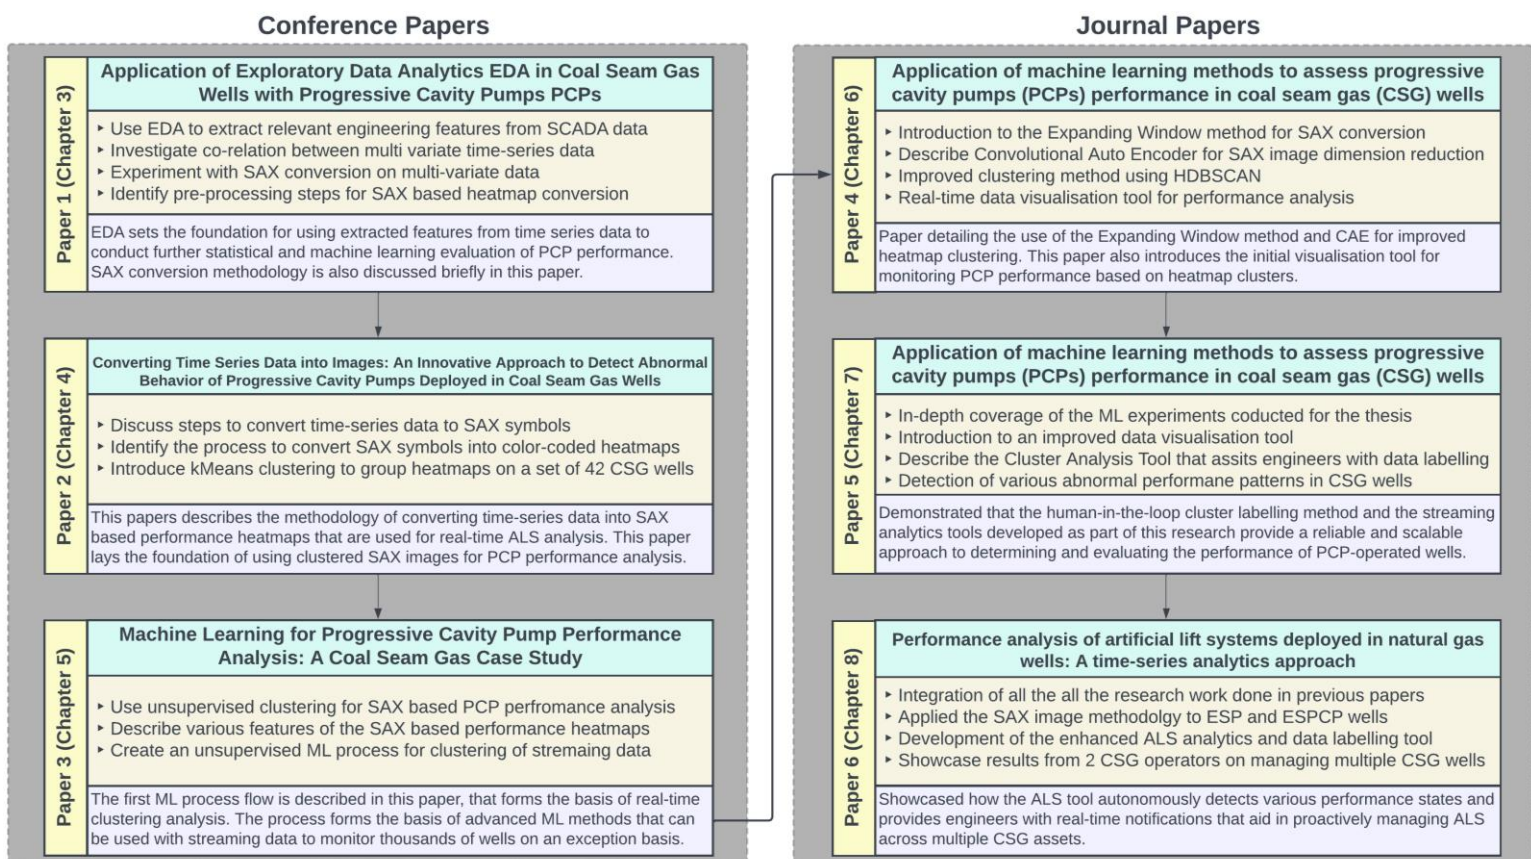 Conference Papers
Paper 1 (Chapter 3)
Application of Exploratory Data Analytics EDA in Coal Seam Gas
Wells with Progressive Cavity Pumps PCPs
‣ Use EDA to extract relevant engineering features from SCADA data
‣ Investigate co-relation between multi variate time-series data
‣ Experiment with SAX conversion on multi-variate data
‣ Identify pre-processing steps for SAX based heatmap conversion
EDA sets the foundation for using extracted features from time series data to
conduct further statistical and machine learning evaluation of PCP performance.
SAX conversion methodology is also discussed briefly in this paper.
Paper 2 (Chapter 4)
Converting Time Series Data into Images: An Innovative Approach to Detect Abnormal
Behavior of Progressive Cavity Pumps Deployed in Coal Seam Gas Wells
‣ Discuss steps to convert time-series data to SAX symbols
‣ Identify the process to convert SAX symbols into color-coded heatmaps
‣ Introduce kMeans clustering to group heatmaps on a set of 42 CSG wells
This papers describes the methodology of converting time-series data into SAX
based performance heatmaps that are used for real-time ALS analysis. This paper
lays the foundation of using clustered SAX images for PCP performance analysis.
Paper 3 (Chapter 5)
Machine Learning for Progressive Cavity Pump Performance
Analysis: A Coal Seam Gas Case Study
‣ Use unsupervised clustering for SAX based PCP perfromance analysis
‣ Describe various features of the SAX based performance heatmaps
‣ Create an unsupervised ML process for clustering of stremaing data
The first ML process flow is described in this paper, that forms the basis of real-time
clustering analysis. The process forms the basis of advanced ML methods that can
be used with streaming data to monitor thousands of wells on an exception basis.
Journal Papers
Paper 4 (Chapter 6)
Application of machine learning methods to assess progressive
cavity pumps (PCPs) performance in coal seam gas (CSG) wells
‣ Introduction to the Expanding Window method for SAX conversion
‣ Describe Convolutional Auto Encoder for SAX image dimension reduction
‣ Improved clustering method using HDBSCAN
‣ Real-time data visualisation tool for performance analysis
Paper detailing the use of the Expanding Window method and CAE for improved
heatmap clustering. This paper also introduces the initial visualisation tool for
monitoring PCP performance based on heatmap clusters.
Paper 5 (Chapter 7)
Application of machine learning methods to assess progressive
cavity pumps (PCPs) performance in coal seam gas (CSG) wells
‣ In-depth coverage of the ML experiments coducted for the thesis
‣ Introduction to an improved data visualisation tool
‣ Describe the Cluster Analysis Tool that assits engineers with data labelling
‣ Detection of various abnormal performane patterns in CSG wells
Demonstrated that the human-in-the-loop cluster labelling method and the streaming
analytics tools developed as part of this research provide a reliable and scalable
approach to determining and evaluating the performance of PCP-operated wells.
Paper 6 (Chapter 8)
Performance analysis of artificial lift systems deployed in natural gas
wells: A time-series analytics approach
‣ Integration of all the all the research work done in previous papers
‣ Applied the SAX image methodolgy to ESP and ESPCP wells
‣ Development of the enhanced ALS analytics and data labelling tool
‣ Showcase results from 2 CSG operators on managing multiple CSG wells
Showcased how the ALS tool autonomously detects various performance states and
provides engineers with real-time notifications that aid in proactively managing ALS
across multiple CSG assets.